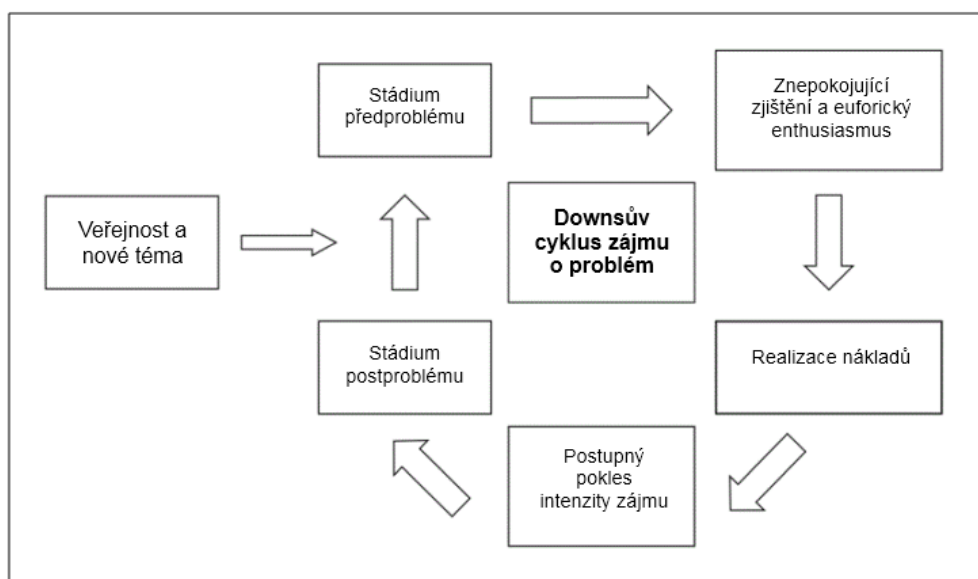 Stádium
předproblému
Znepokojující
zjištění a euforický
enthusiasmus
Veřejnost a
nové téma
Downsův
cyklus zájmu
o problém
Stádium
postproblému
Realizace nákladů
Postupný
pokles
intenzity zájmu